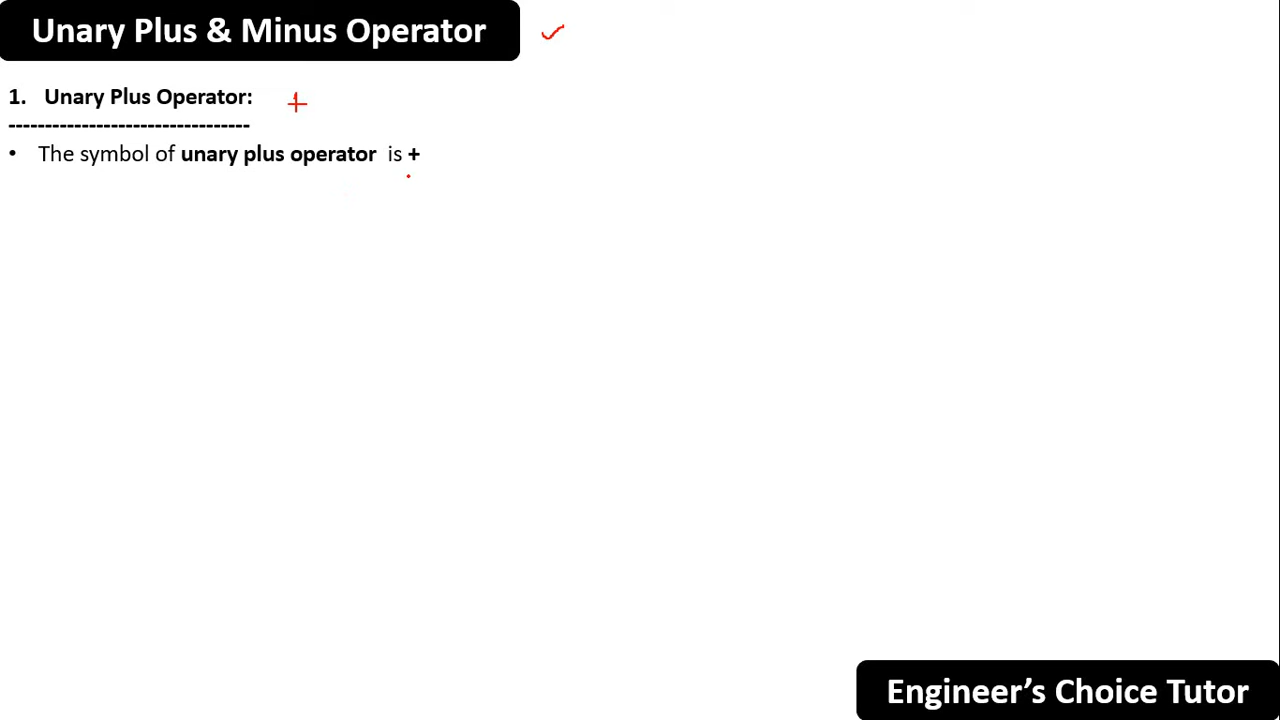 Unary Plus & Minus Operator ✓
1. Unary Plus Operator: +
---------------------------------
• The symbol of unary plus operator is +
Engineer’s Choice Tutor